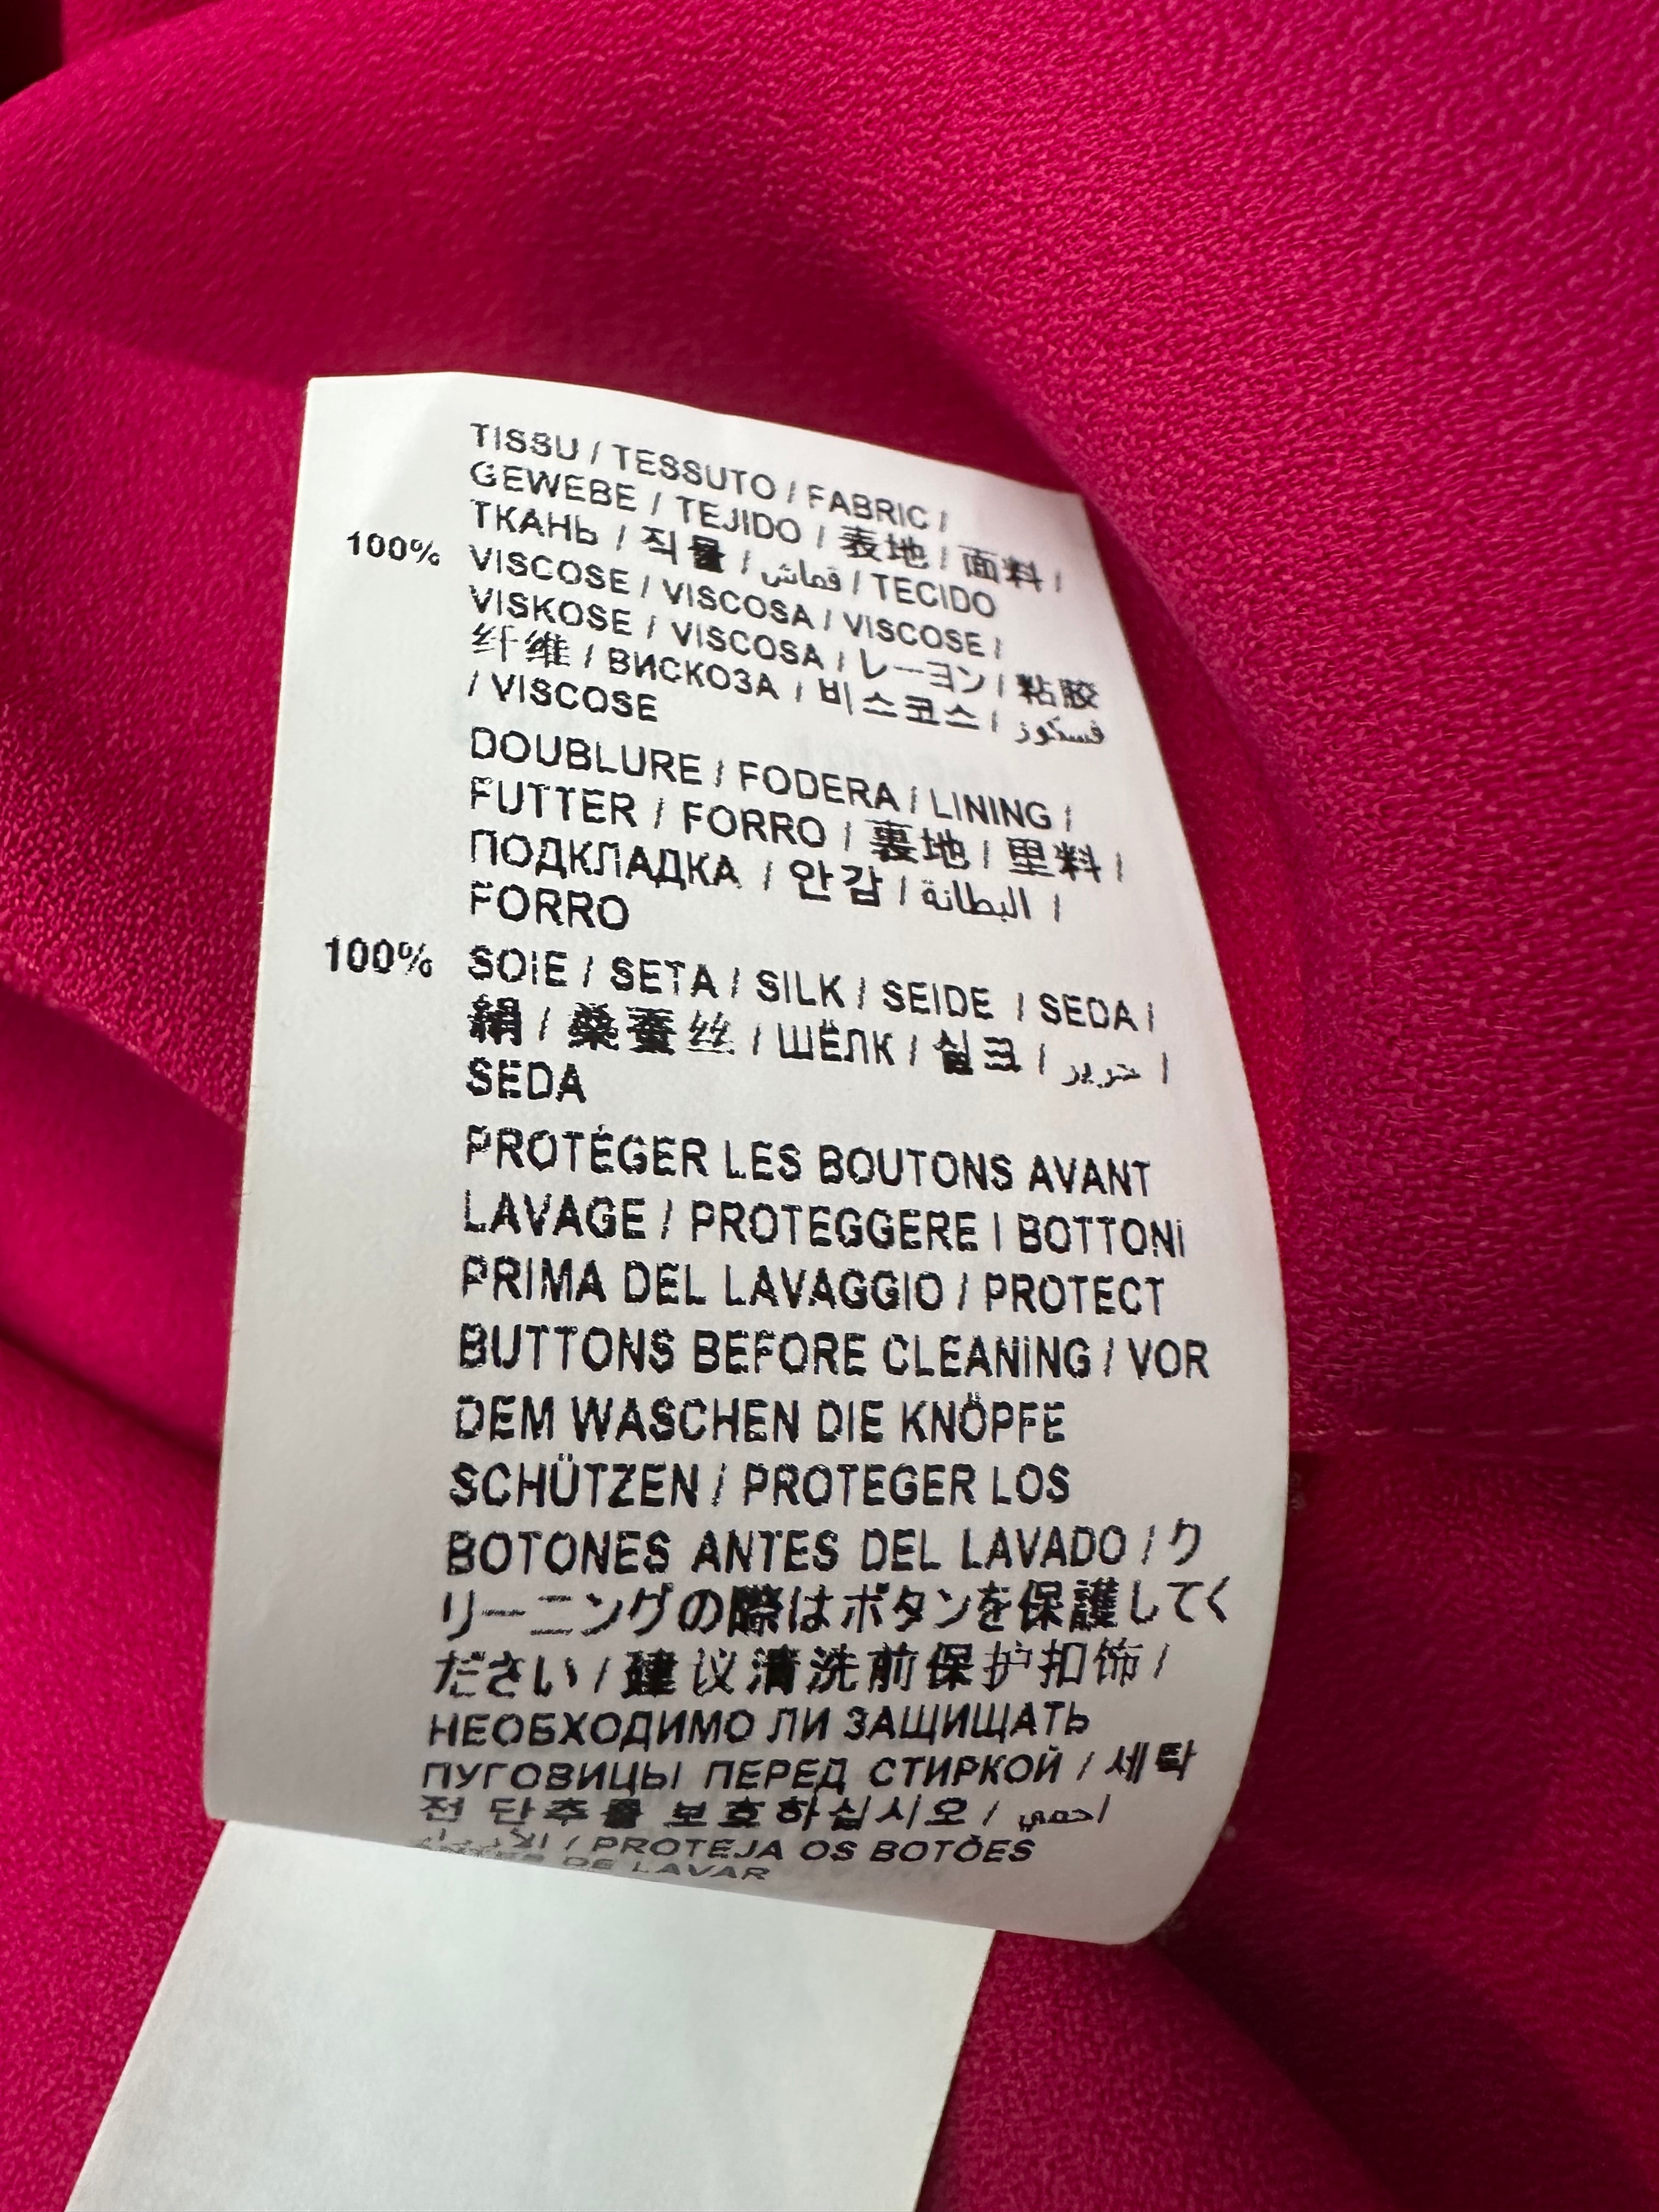 TISSU / TESSUTO / FABRIC /
GEWEBE / TEJIDO / 表地 / 面料 /
ТКАНЬ / 직물 / قماش / TECIDO
100% VISCOSE / VISCOSA / VISCOSE /
VISKOSE / VISCOSA / レーヨン / 粘胶
纤维 / ВИСКОЗА / 비스코스 / فسكوز
/ VISCOSE
DOUBLURE / FODERA / LINING /
FUTTER / FORRO / 裏地 / 里料 /
ПОДКЛАДКА / 안감 / البطانة /
FORRO
100% SOIE / SETA / SILK / SEIDE / SEDA /
絹 / 桑蚕丝 / ШЁЛК / 실크 / حرير /
SEDA
PROTÉGER LES BOUTONS AVANT
LAVAGE / PROTEGGERE I BOTTONI
PRIMA DEL LAVAGGIO / PROTECT
BUTTONS BEFORE CLEANING / VOR
DEM WASCHEN DIE KNÖPFE
SCHÜTZEN / PROTEGER LOS
BOTONES ANTES DEL LAVADO / ク
リーニングの際はボタンを保護してく
ださい / 建议清洗前保护扣饰 /
НЕОБХОДИМО ЛИ ЗАЩИЩАТЬ
ПУГОВИЦЫ ПЕРЕД СТИРКОЙ / 세탁
전 단추를 보호하십시오 / احمي
/ PROTEJA OS BOTÕES
DE LAVAR